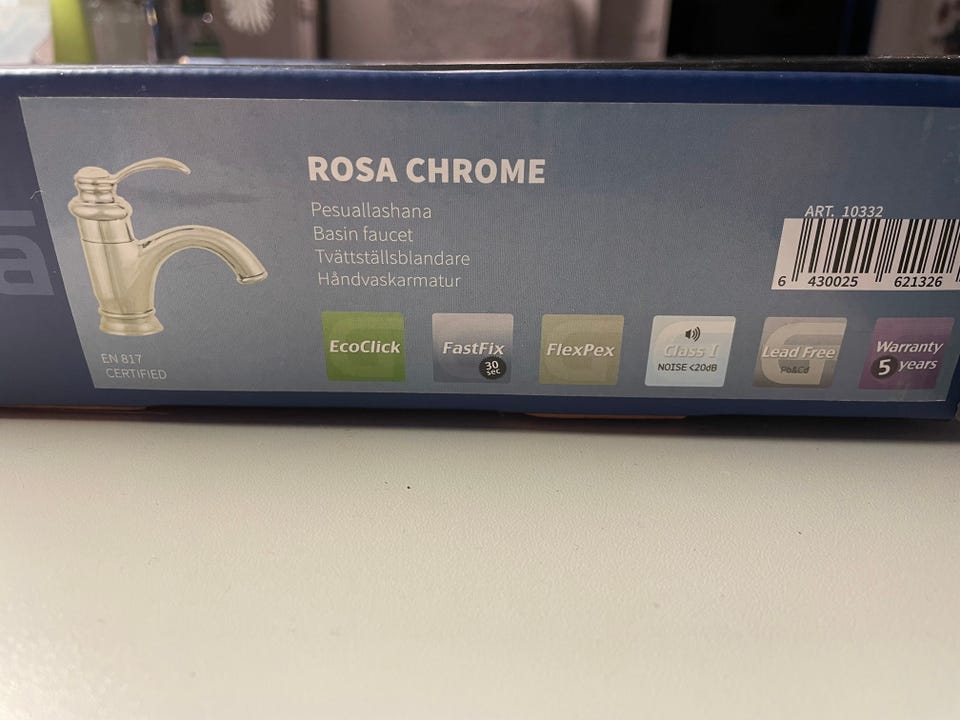 ROSA CHROME
Pesuallashana
Basin faucet
Tvättställsblandare
Håndvaskarmatur
ART. 10332
6 430025 621326
EN 817
CERTIFIED
EcoClick
FastFix
30
sec
FlexPex
Class I
NOISE <20dB
Lead Free
Pb&Cd
Warranty
5 years